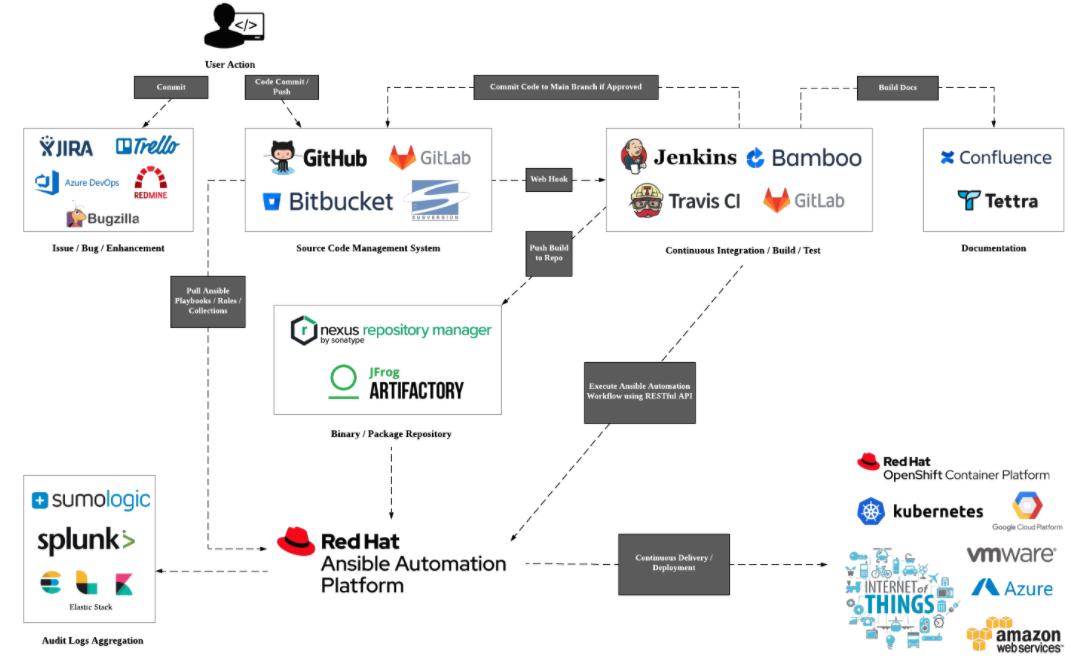 </>
User Action
Commit
Code Commit /
Push
Commit Code to Main Branch if Approved
Build Docs
JIRA
Trello
Azure DevOps
REDMINE
Bugzilla
Issue / Bug / Enhancement
GitHub
GitLab
Bitbucket
SUBVERSION
Source Code Management System
Web Hook
Jenkins
Bamboo
Travis CI
GitLab
Continuous Integration / Build / Test
Confluence
Tettra
Documentation
Push Build
to Repo
Pull Ansible
Playbooks / Roles /
Collections
nexus repository manager
by sonatype
JFrog
ARTIFACTORY
Binary / Package Repository
Execute Ansible Automation
Workflow using RESTful API
sumologic
splunk>
Elastic Stack
Audit Logs Aggregation
Red Hat
Ansible Automation
Platform
Continuous Delivery /
Deployment
Red Hat
OpenShift Container Platform
kubernetes
Google Cloud Platform
INTERNET of
THINGS
vmware®
Azure
amazon
web services™